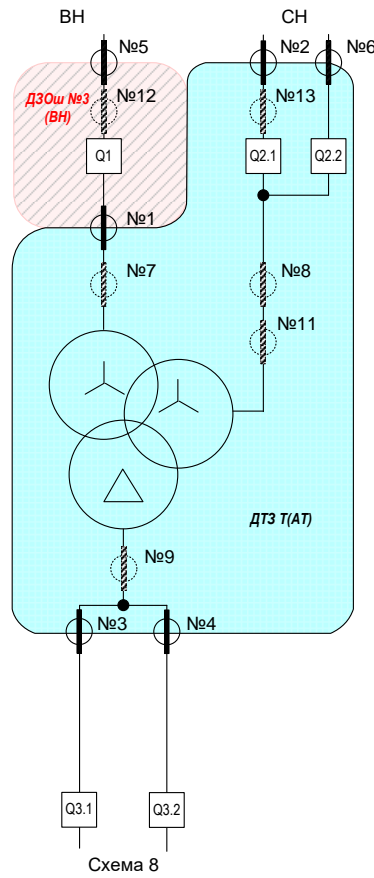 ВН
СН
№5
№2
№6
ДЗОш №3
(ВН)
№12
№13
Q1
Q2.1
Q2.2
№1
№7
№8
№11
ДТЗ Т(АТ)
№9
№3
№4
Q3.1
Q3.2
Схема 8